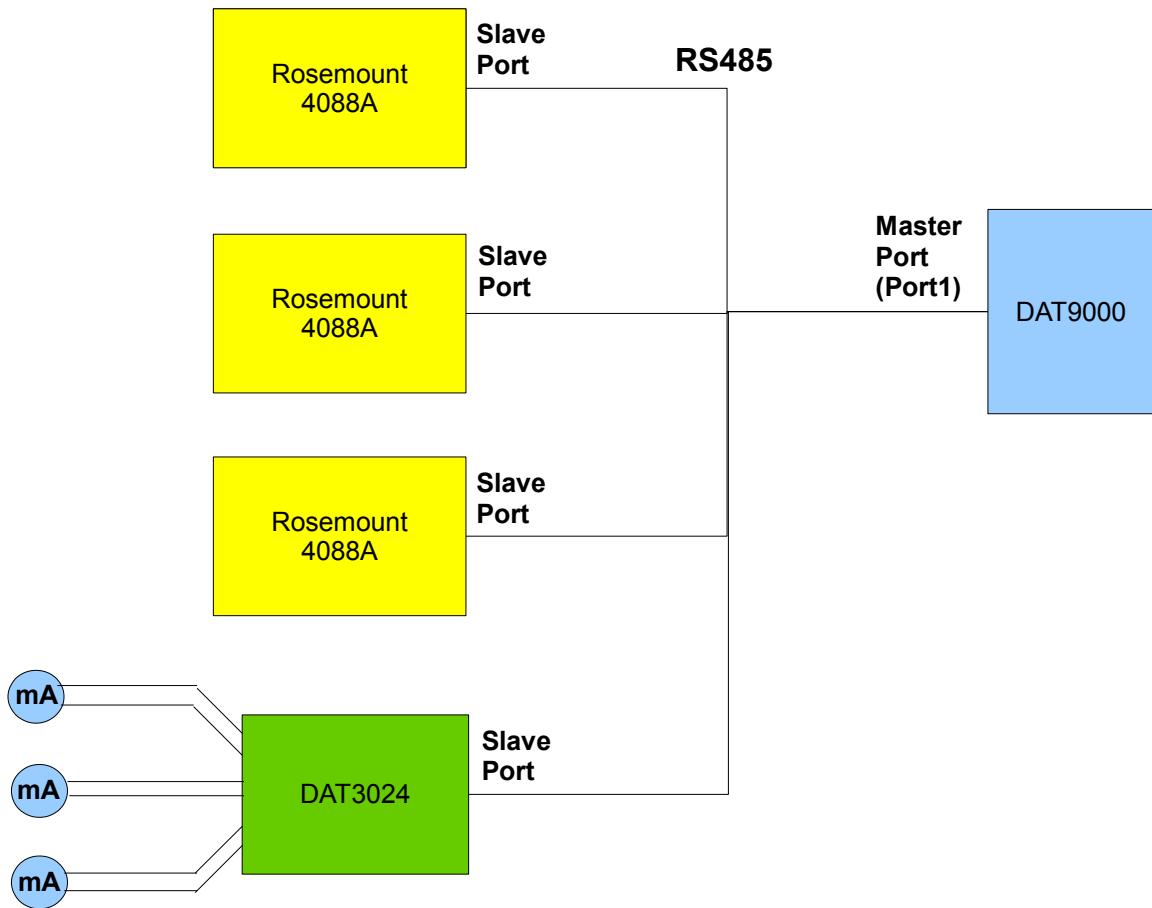 Rosemount
4088A
Slave
Port
RS485
Rosemount
4088A
Slave
Port
Master
Port
(Port1)
DAT9000
Rosemount
4088A
Slave
Port
mA
mA
mA
DAT3024
Slave
Port